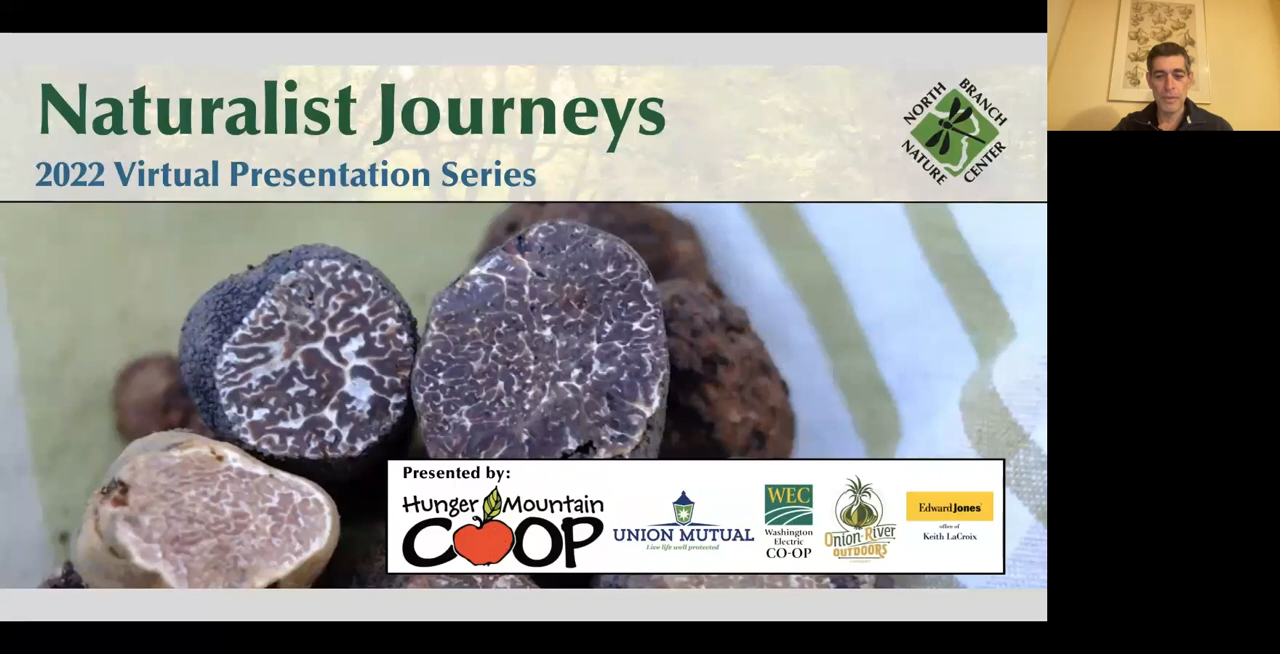 Naturalist Journeys
2022 Virtual Presentation Series
NORTH BRANCH
NATURE CENTER
Presented by:
Hunger Mountain
COOP
UNION MUTUAL
Live life well protected
WEC
Washington
Electric
CO-OP
Onion River
OUTDOORS
Edward Jones
office of
Keith LaCroix